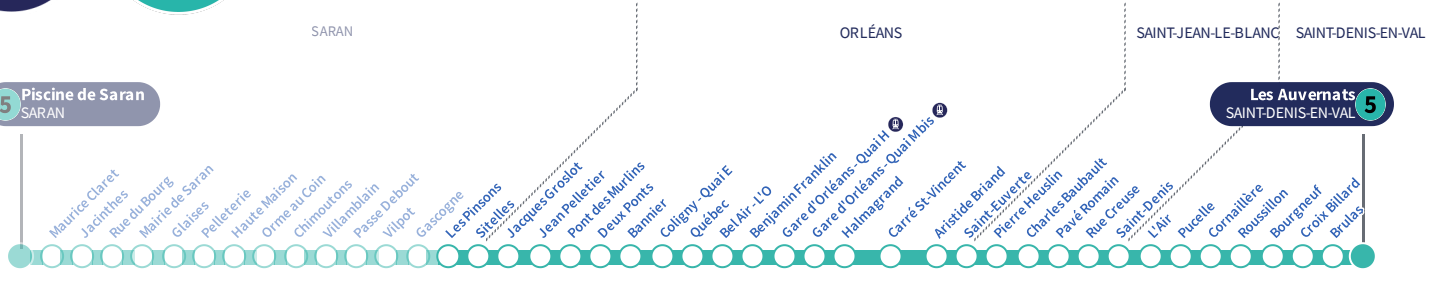 SARAN
ORLÉANS
SAINT-JEAN-LE-BLANC
SAINT-DENIS-EN-VAL
5
Piscine de Saran
SARAN
Les Auvernats
SAINT-DENIS-EN-VAL
5
Maurice Claret
Jacinthes
Rue du Bourg
Mairie de Saran
Glaises
Pelleterie
Haute Maison
Orme au Coin
Chimoutons
Villamblain
Passe Debout
Vilpot
Gascogne
Les Pinsons
Sitelles
Jacques Groslot
Jean Pelletier
Pont des Murlins
Deux Ponts
Bannier
Coligny - Quai E
Québec
Bel Air - L'O
Benjamin Franklin
Gare d'Orléans - Quai H
Gare d'Orléans - Quai Mbis
Halmagrand
Carré St-Vincent
Aristide Briand
Saint-Euverte
Pierre Heuslin
Charles Baubault
Pavé Romain
Rue Creuse
Saint-Denis
L'Air
Pucelle
Cornaillère
Roussillon
Bourgneuf
Croix Billard
Brulas